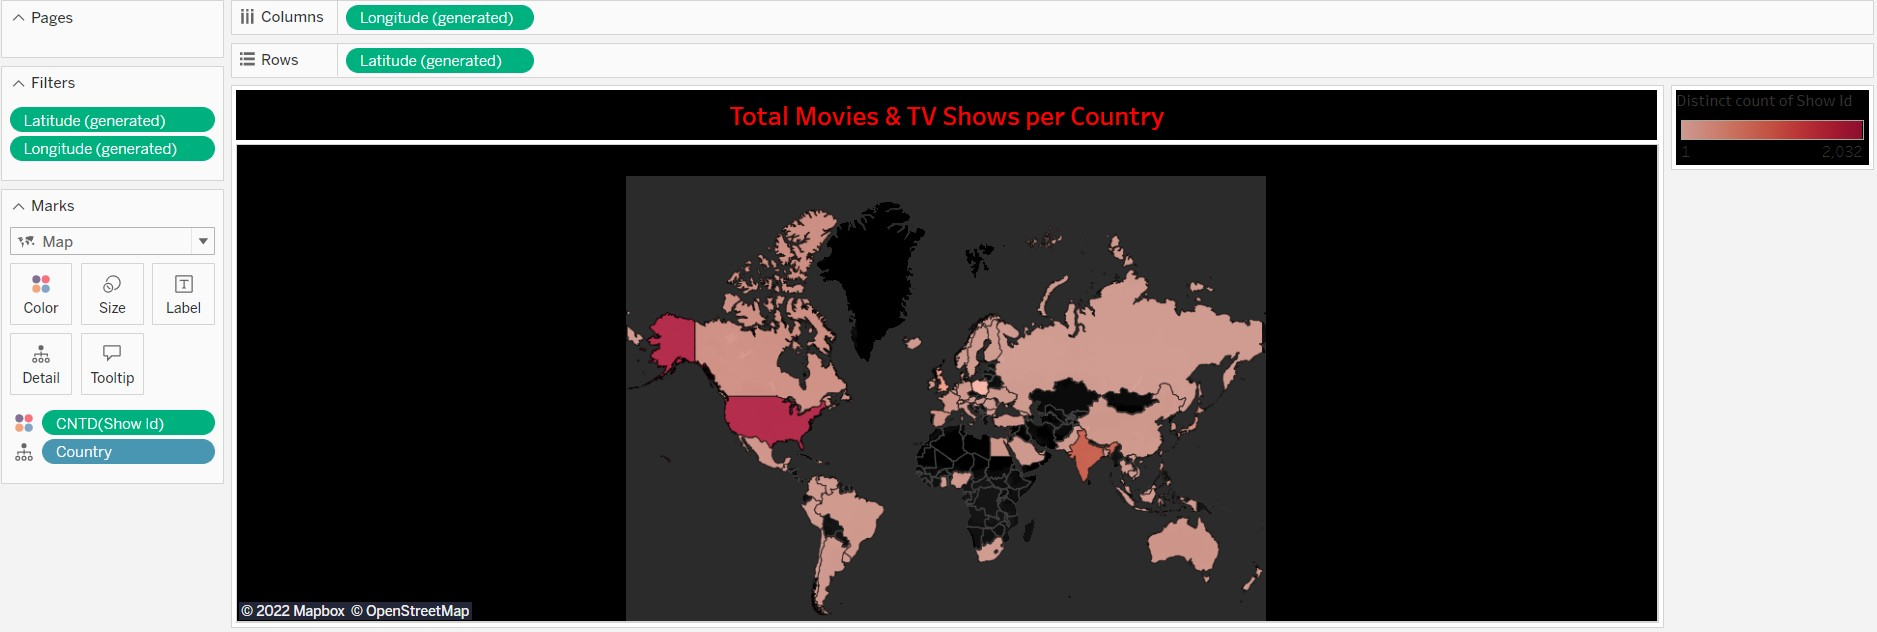 Pages
Columns
Longitude (generated)
Rows
Latitude (generated)
Filters
Latitude (generated)
Longitude (generated)
Marks
Map
Color
Size
Label
Detail
Tooltip
CNTD(Show Id)
Country
Total Movies & TV Shows per Country
© 2022 Mapbox © OpenStreetMap
Distinct count of Show Id
1 2,032